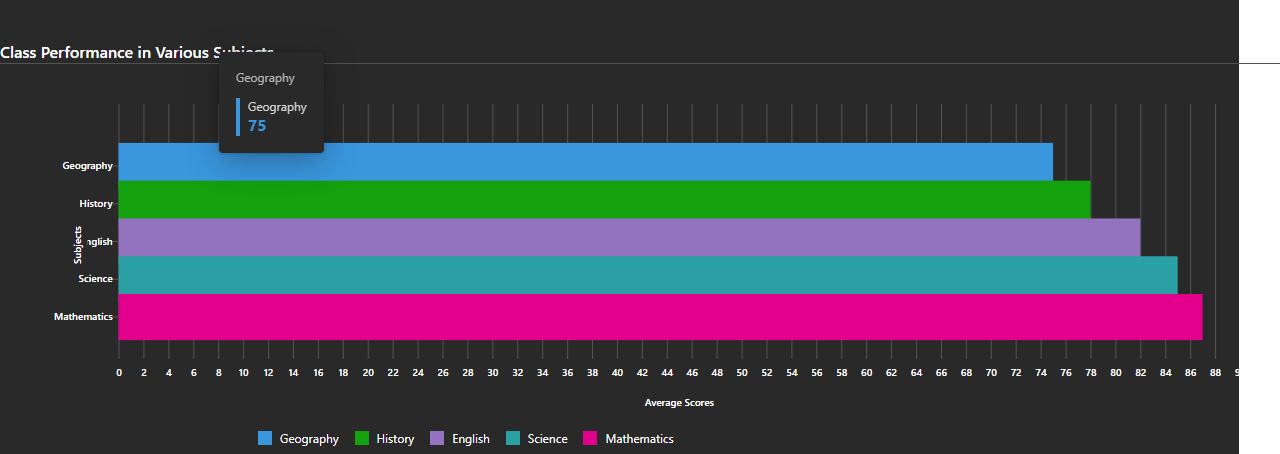 Class Performance in Various Subjects
Geography
Geography
75
Geography
History
Subjects
nglish
Science
Mathematics
0 2 4 6 8 10 12 14 16 18 20 22 24 26 28 30 32 34 36 38 40 42 44 46 48 50 52 54 56 58 60 62 64 66 68 70 72 74 76 78 80 82 84 86 88
Average Scores
Geography History English Science Mathematics